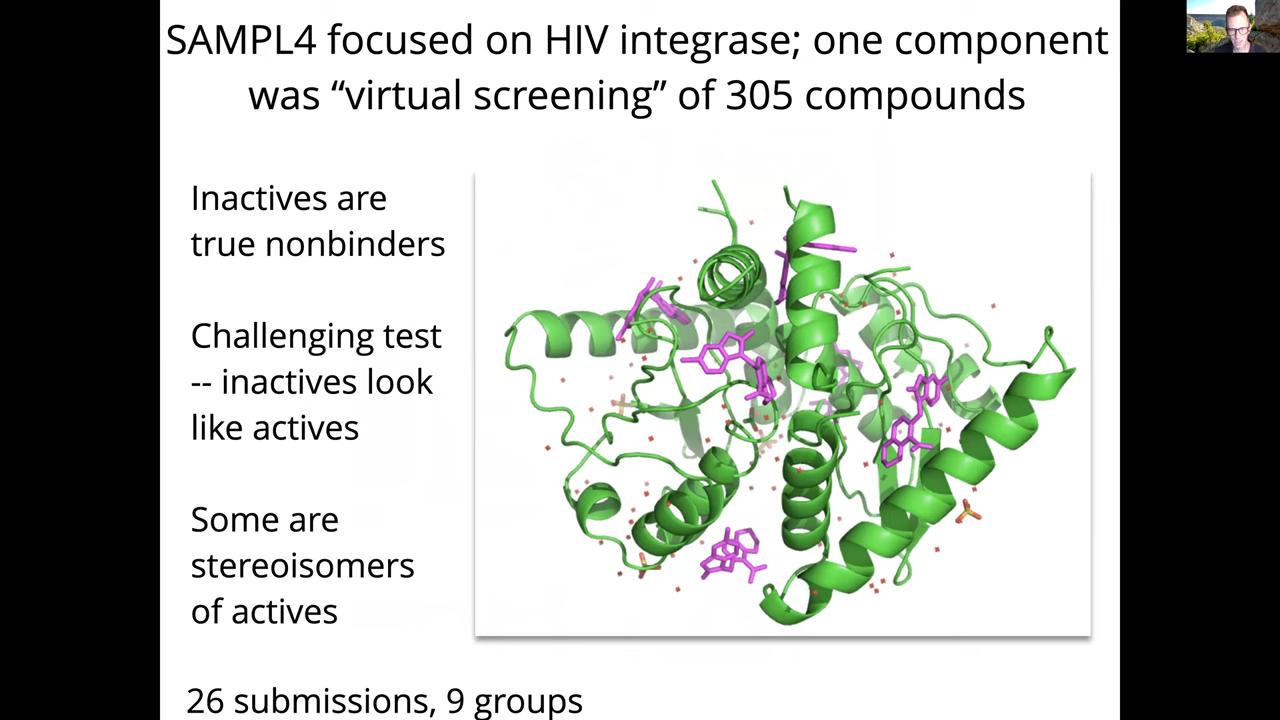 SAMPL4 focused on HIV integrase; one component
was “virtual screening” of 305 compounds
Inactives are
true nonbinders
Challenging test
-- inactives look
like actives
Some are
stereoisomers
of actives
26 submissions, 9 groups